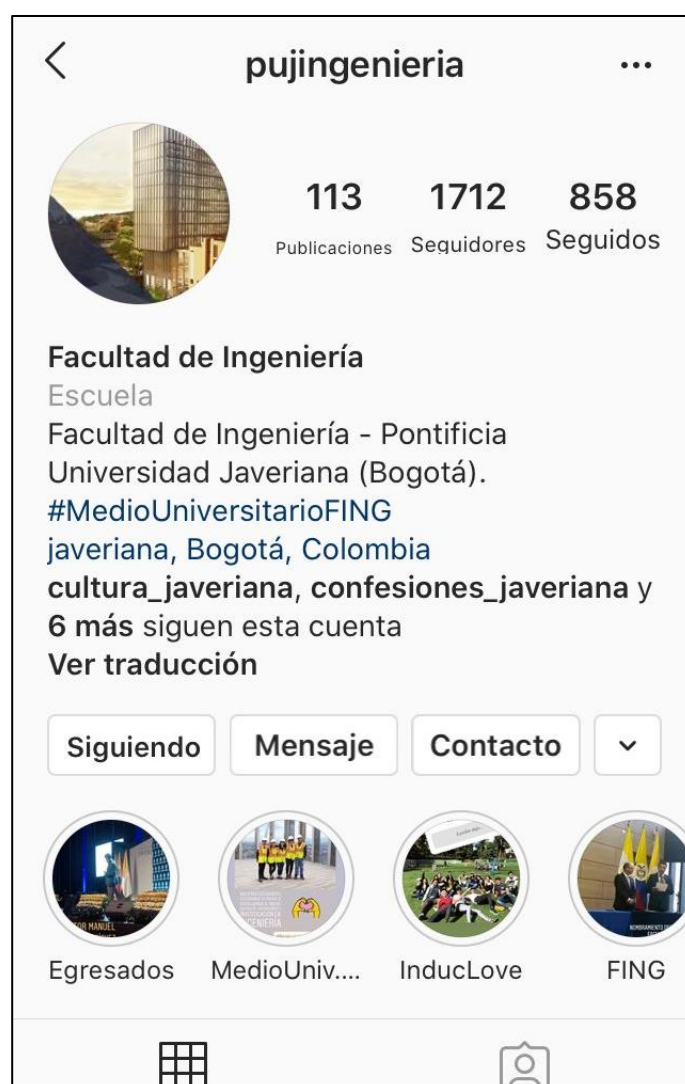 pujingenieria
113 1712 858
Publicaciones Seguidores Seguidos
Facultad de Ingeniería
Escuela
Facultad de Ingeniería - Pontificia
Universidad Javeriana (Bogotá).
#MedioUniversitarioFING
javeriana, Bogotá, Colombia
cultura_javeriana, confesiones_javeriana y
6 más siguen esta cuenta
Ver traducción
Siguiendo Mensaje Contacto
Egresados MedioUniv.... InducLove FING